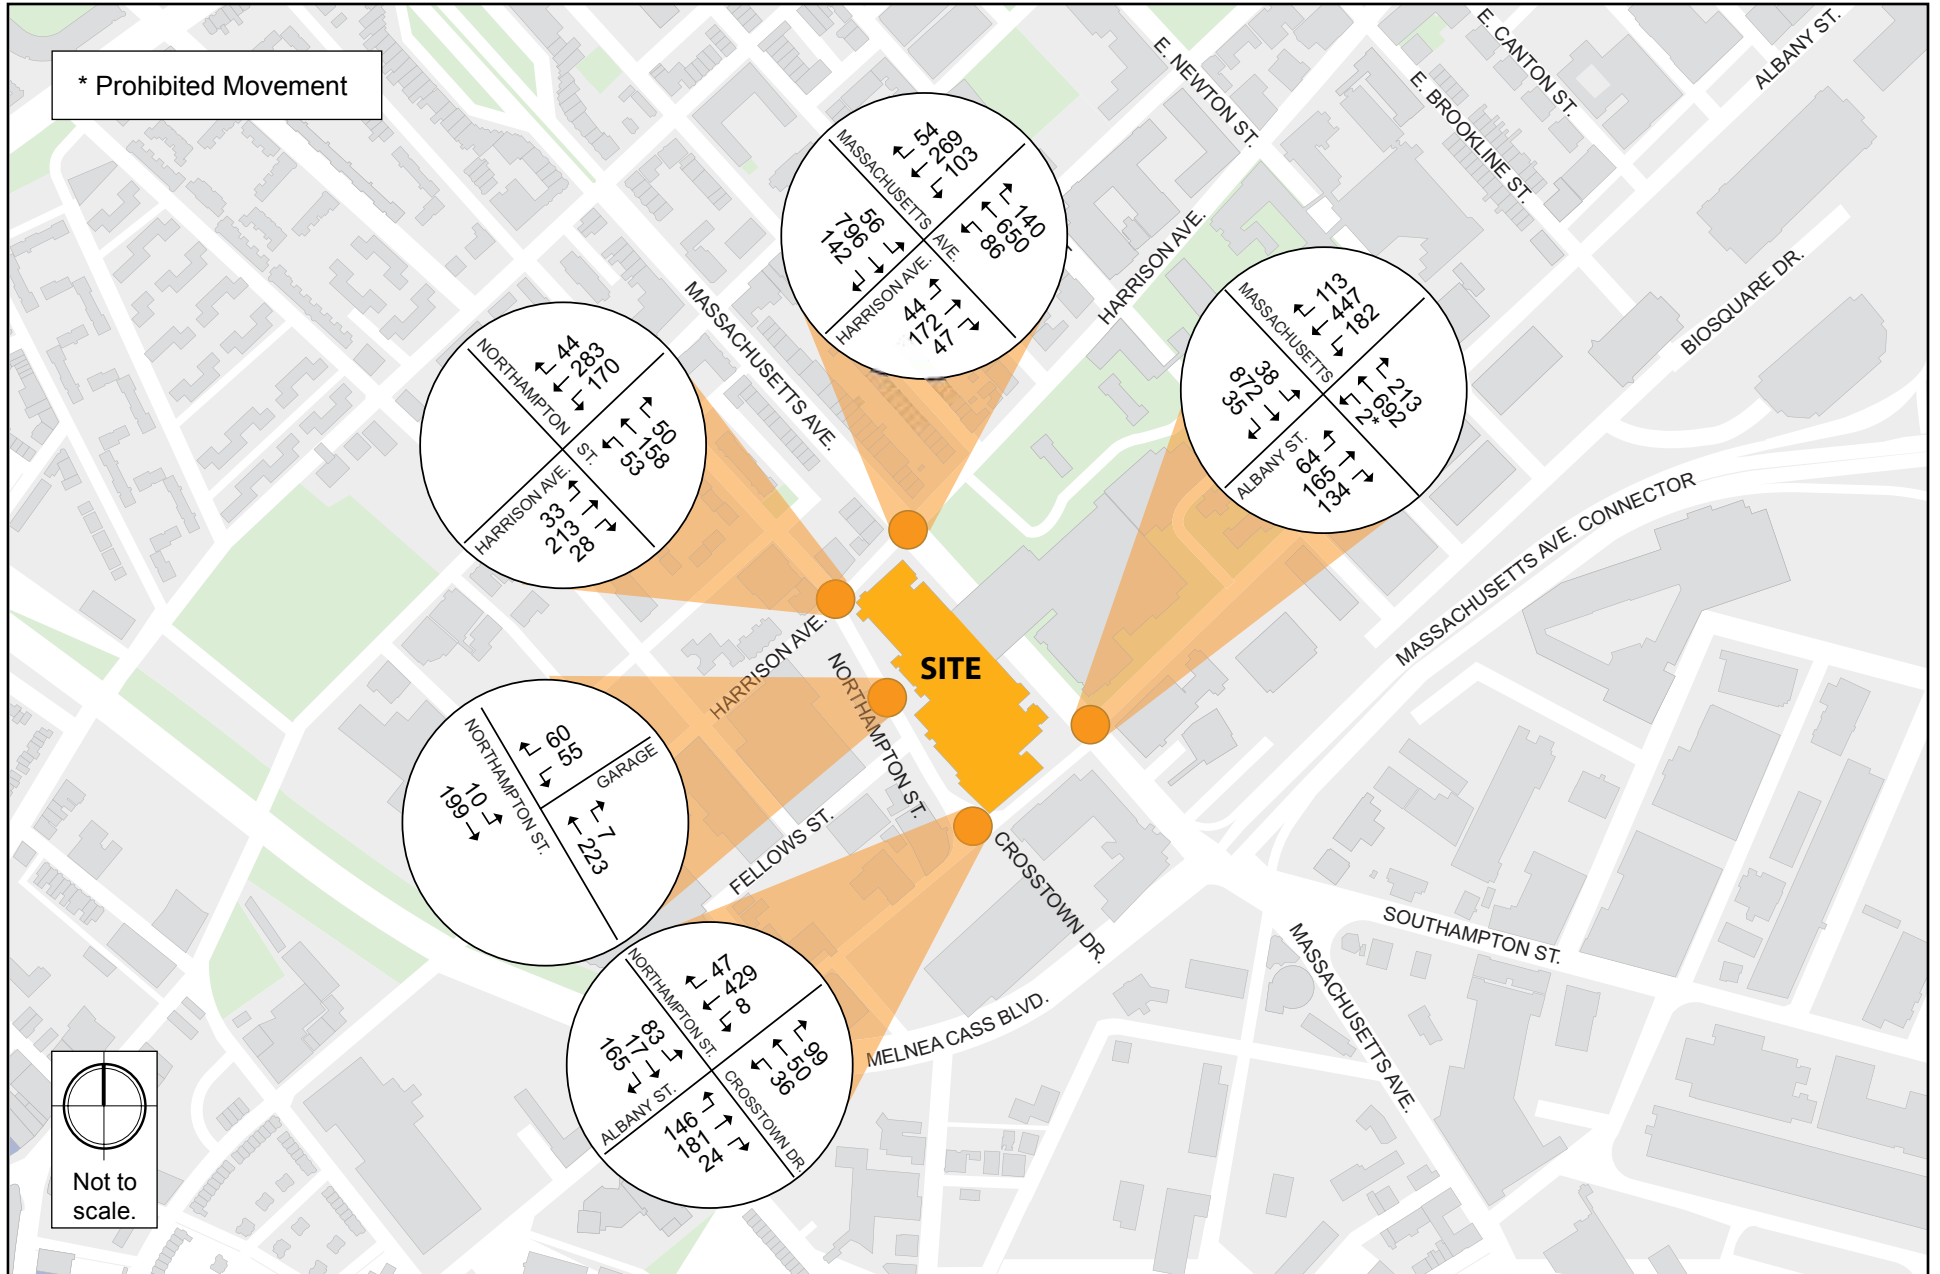 * Prohibited Movement
E. NEWTON ST.
E. CANTON ST.
E. BROOKLINE ST.
ALBANY ST.
HARRISON AVE.
BIOSQUARE DR.
MASSACHUSETTS AVE.
MASSACHUSETTS AVE. CONNECTOR
MASSACHUSETTS AVE.
HARRISON AVE.
54
269
103
140
650
86
56
796
142
44
172
47
MASSACHUSETTS
ALBANY ST.
113
447
182
213
692
2*
38
872
35
64
165
134
NORTHAMPTON ST.
HARRISON AVE.
44
283
170
50
158
53
33
213
28
SITE
HARRISON AVE.
NORTHAMPTON ST.
NORTHAMPTON ST.
GARAGE
60
55
7
223
10
199
FELLOWS ST.
CROSSTOWN DR.
SOUTHAMPTON ST.
MASSACHUSETTS AVE.
MELNEA CASS BLVD.
NORTHAMPTON ST.
CROSSTOWN DR.
ALBANY ST.
47
429
8
99
50
36
83
17
165
146
181
24
Not to
scale.